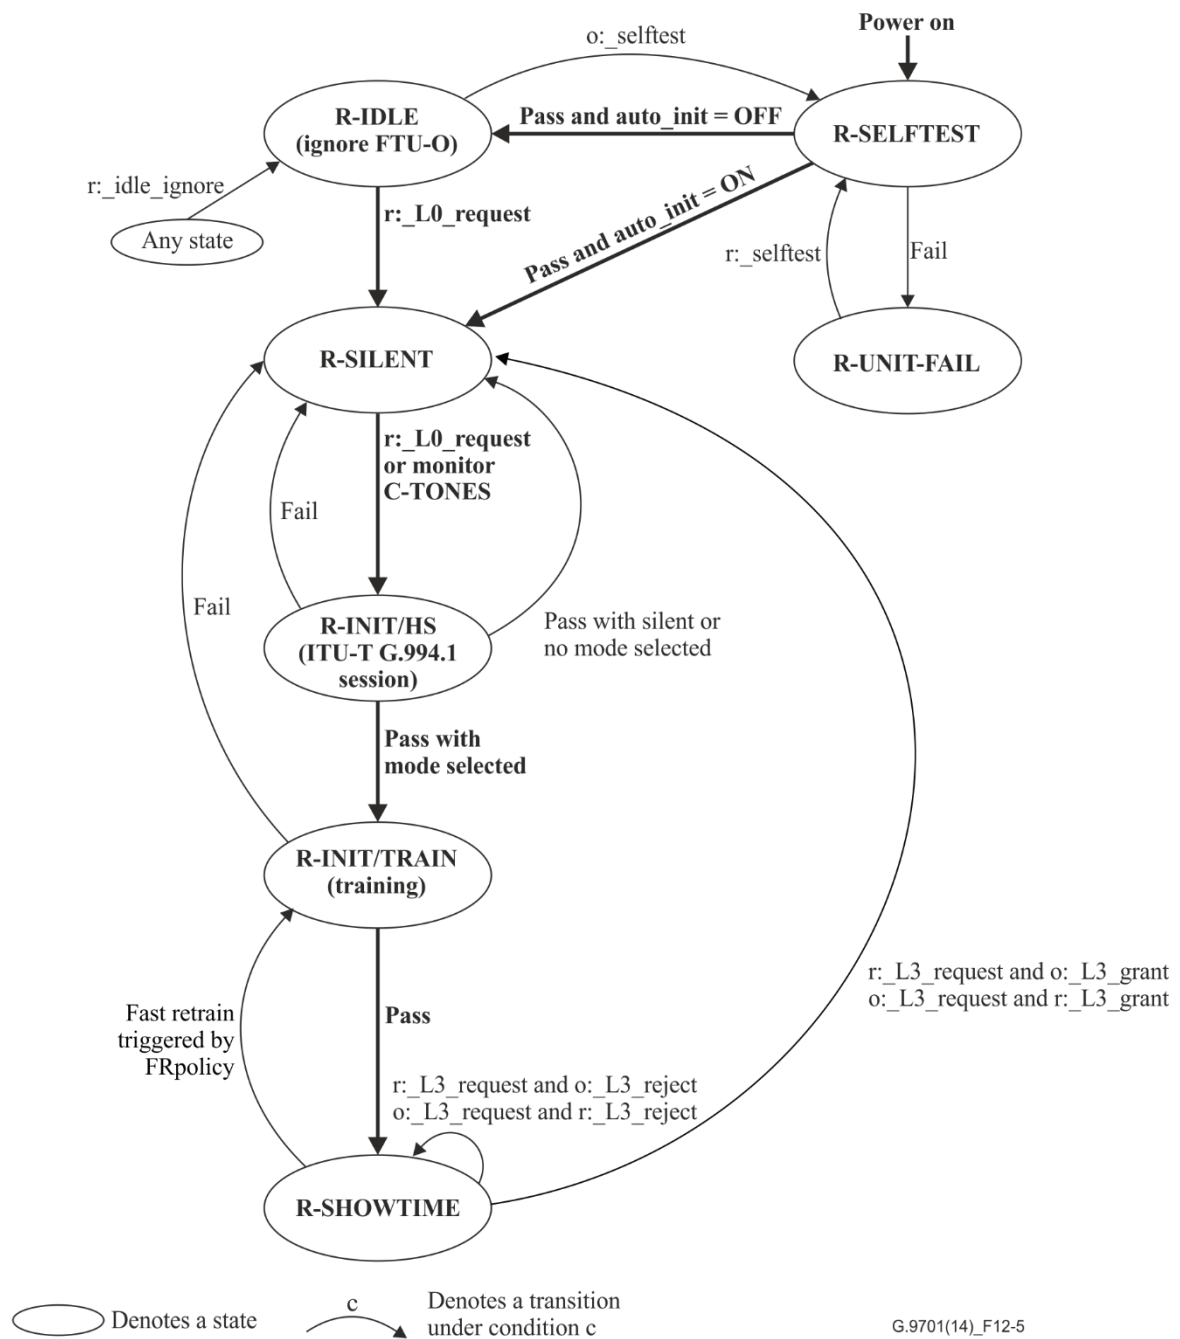 Power on
o:_selftest
R-IDLE
(ignore FTU-O)
Pass and auto_init = OFF
R-SELFTEST
r:_idle_ignore
Any state
r:_L0_request
Pass and auto_init = ON
r:_selftest
Fail
R-SILENT
R-UNIT-FAIL
r:_L0_request
or monitor
C-TONES
Fail
Fail
R-INIT/HS
(ITU-T G.994.1
session)
Pass with silent or
no mode selected
Pass with
mode selected
R-INIT/TRAIN
(training)
r:_L3_request and o:_L3_grant
o:_L3_request and r:_L3_grant
Fast retrain
triggered by
FRpolicy
Pass
r:_L3_request and o:_L3_reject
o:_L3_request and r:_L3_reject
R-SHOWTIME
Denotes a state
c
Denotes a transition
under condition c
G.9701(14)_F12-5